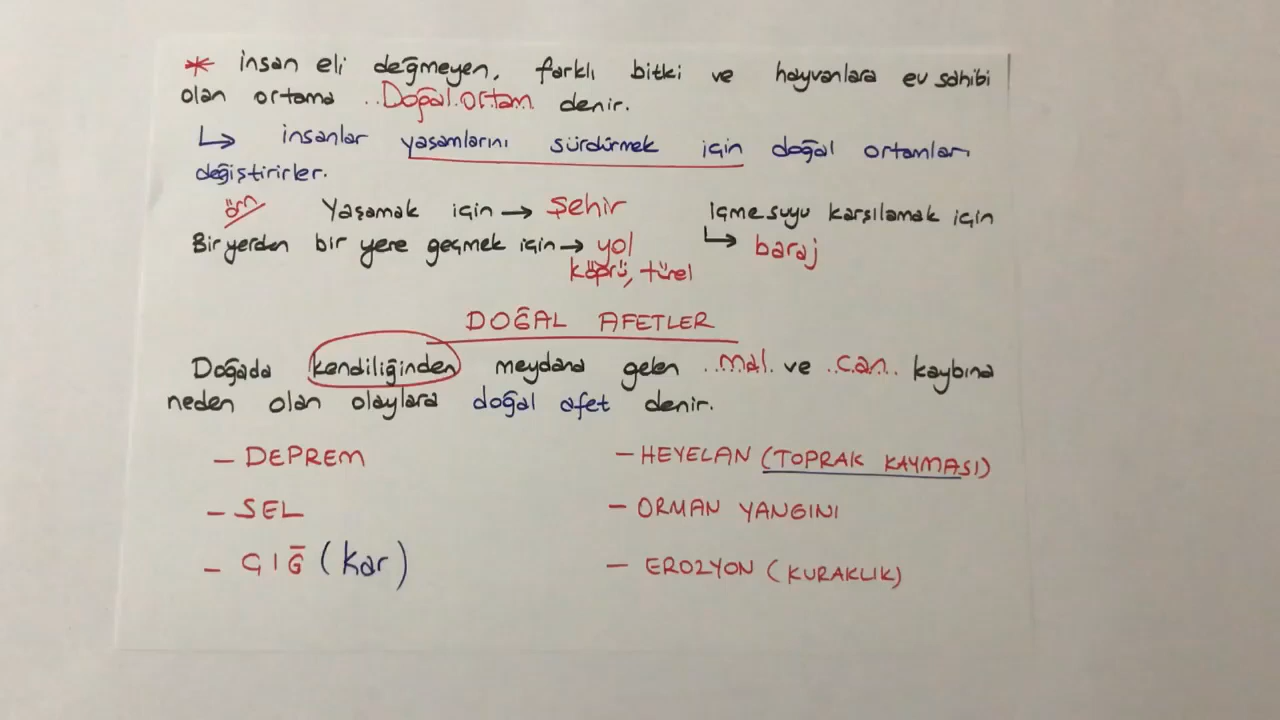 * insan eli değmeyen, farklı bitki ve hayvanlara ev sahibi
olan ortama ..Doğal.ortam denir.
↳ insanlar yaşamlarını sürdürmek için doğal ortamları
değiştirirler.
örn Yaşamak için → Şehir
Bir yerden bir yere geçmek için → yol
köprü, tünel
İçme suyu karşılamak için
↳ baraj
DOĞAL AFETLER
Doğada kendiliğinden meydana gelen ..mal. ve ..can.. kaybına
neden olan olaylara doğal afet denir.
- DEPREM
- SEL
- ÇIĞ (kar)
- HEYELAN (TOPRAK KAYMASI)
- ORMAN YANGINI
- EROZYON (KURAKLIK)